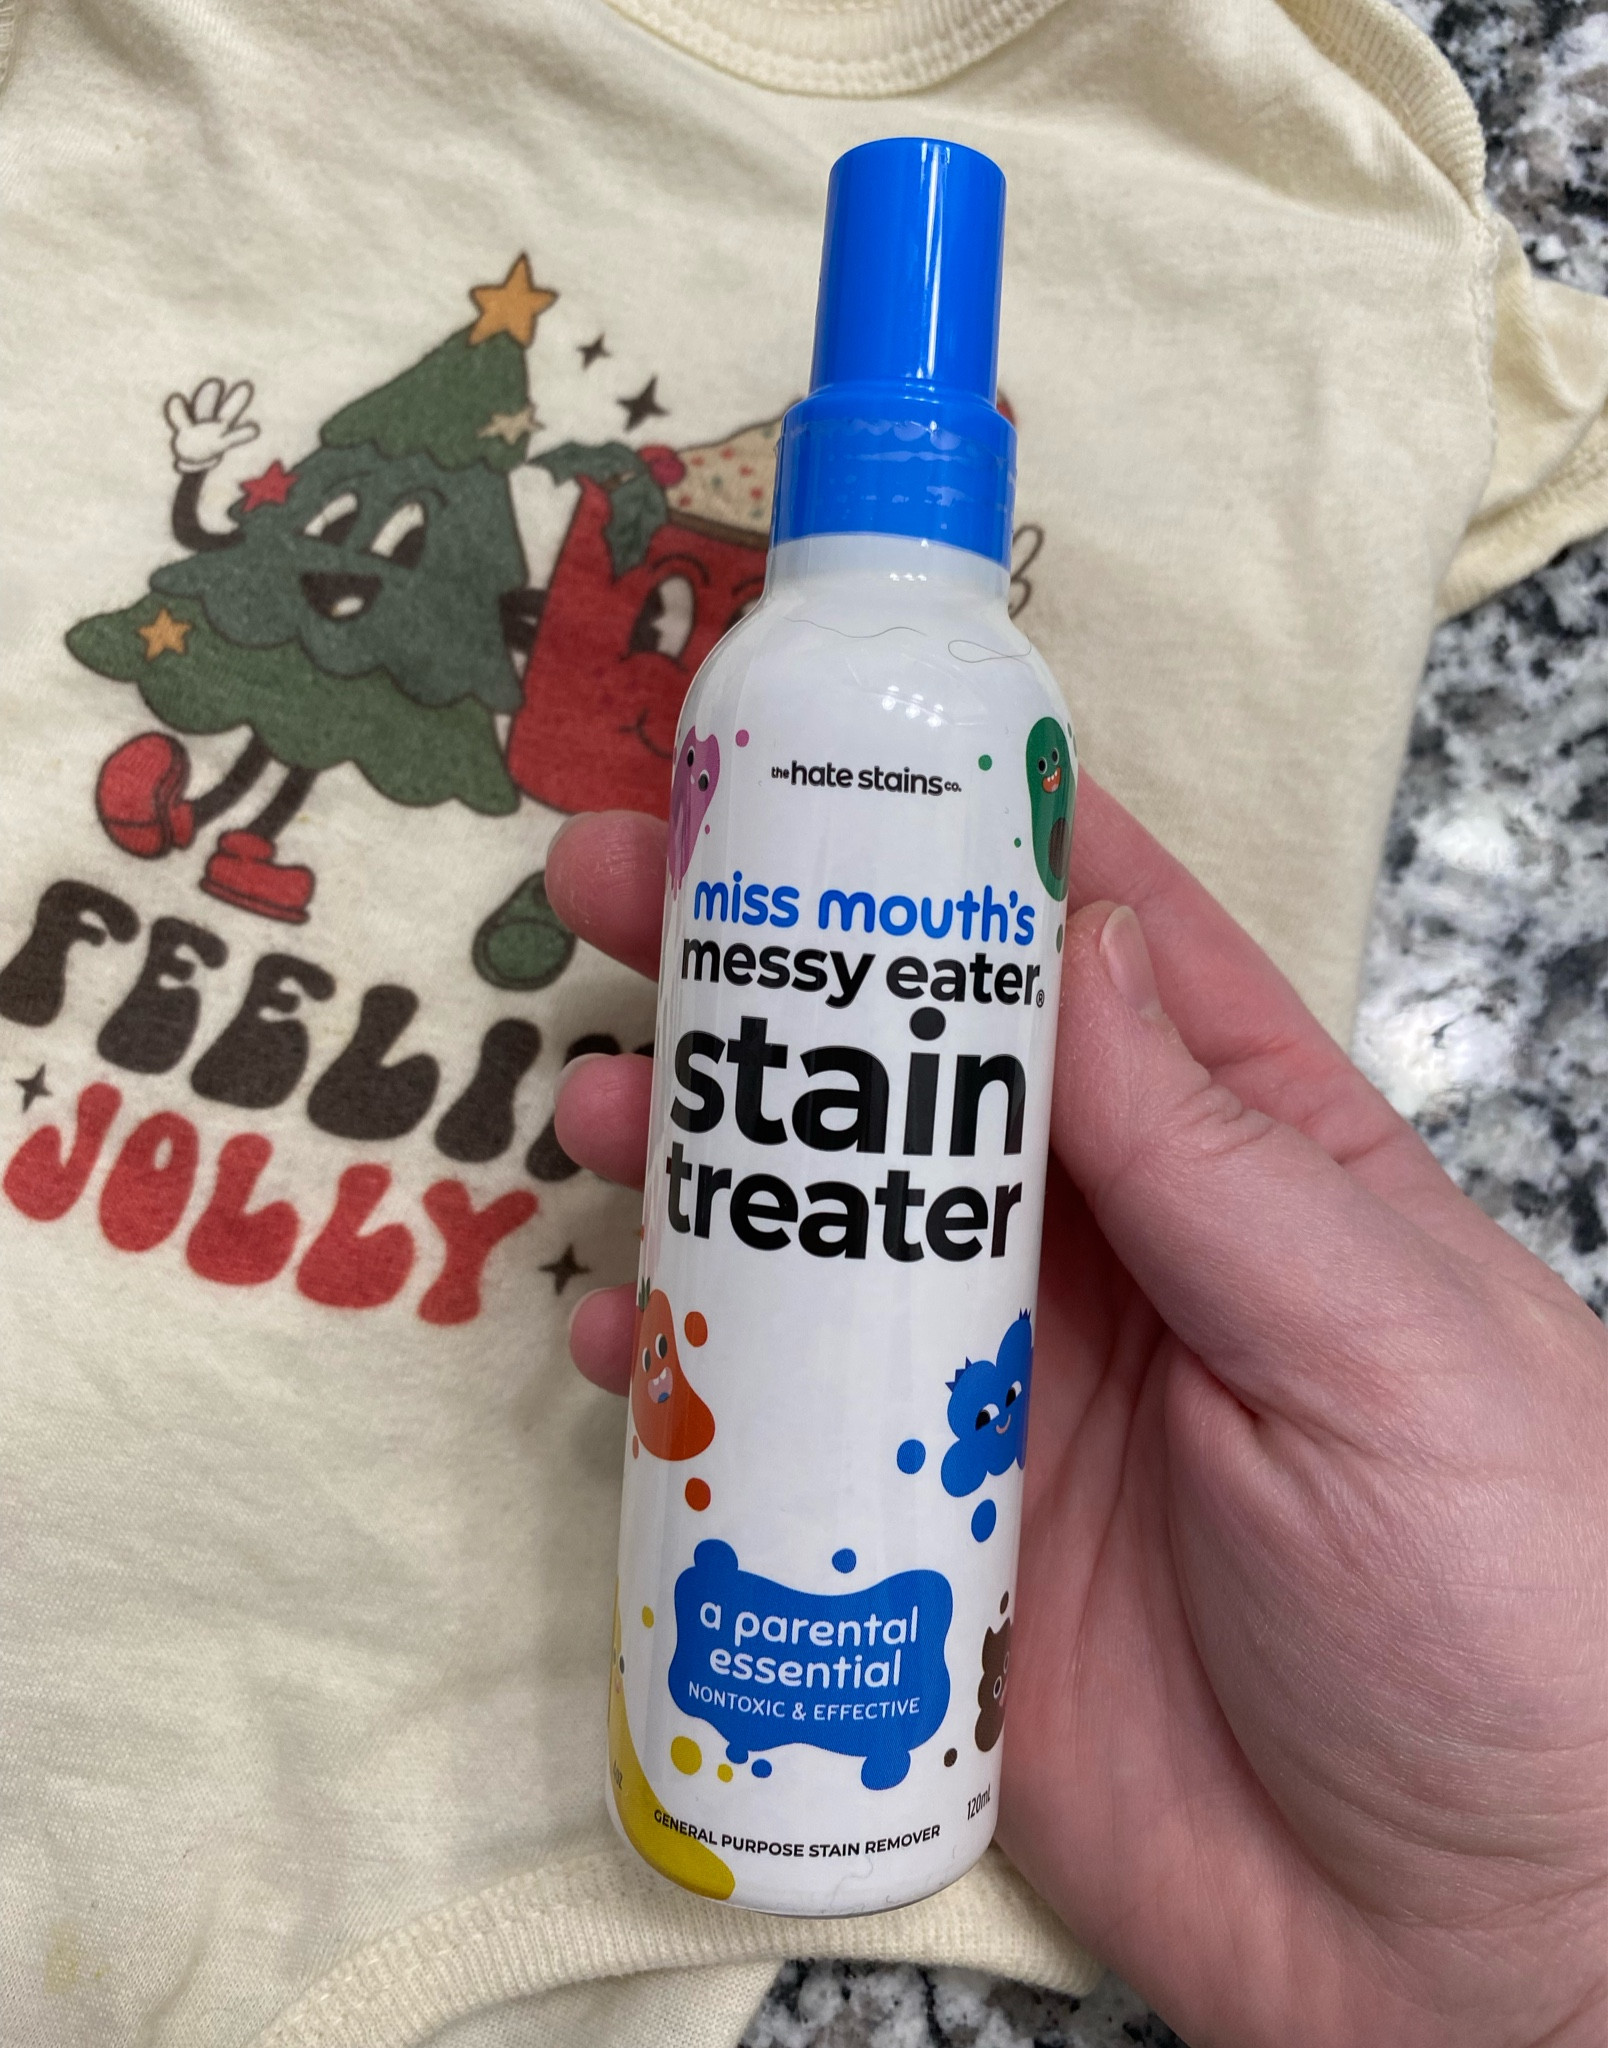 FEELIN
JOLLY
the hate stains co.
miss mouth's
messy eater®
stain
treater
a parental
essential
NONTOXIC & EFFECTIVE
120mL
GENERAL PURPOSE STAIN REMOVER